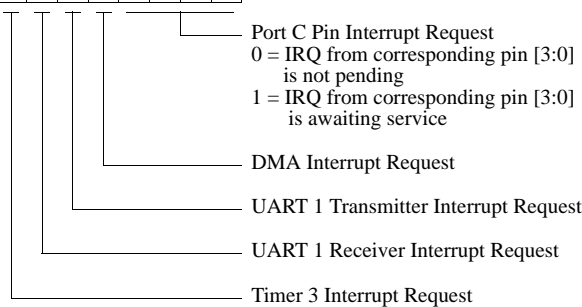 Port C Pin Interrupt Request
0 = IRQ from corresponding pin [3:0]
is not pending
1 = IRQ from corresponding pin [3:0]
is awaiting service
DMA Interrupt Request
UART 1 Transmitter Interrupt Request
UART 1 Receiver Interrupt Request
Timer 3 Interrupt Request